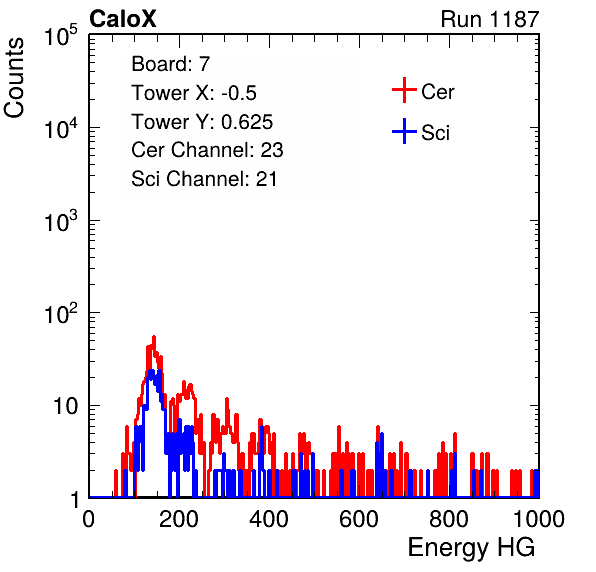 CaloX Run 1187
Counts
Board: 7
Tower X: -0.5
Tower Y: 0.625
Cer Channel: 23
Sci Channel: 21
Cer
Sci
10^5
10^4
10^3
10^2
10
1
0 200 400 600 800 1000
Energy HG